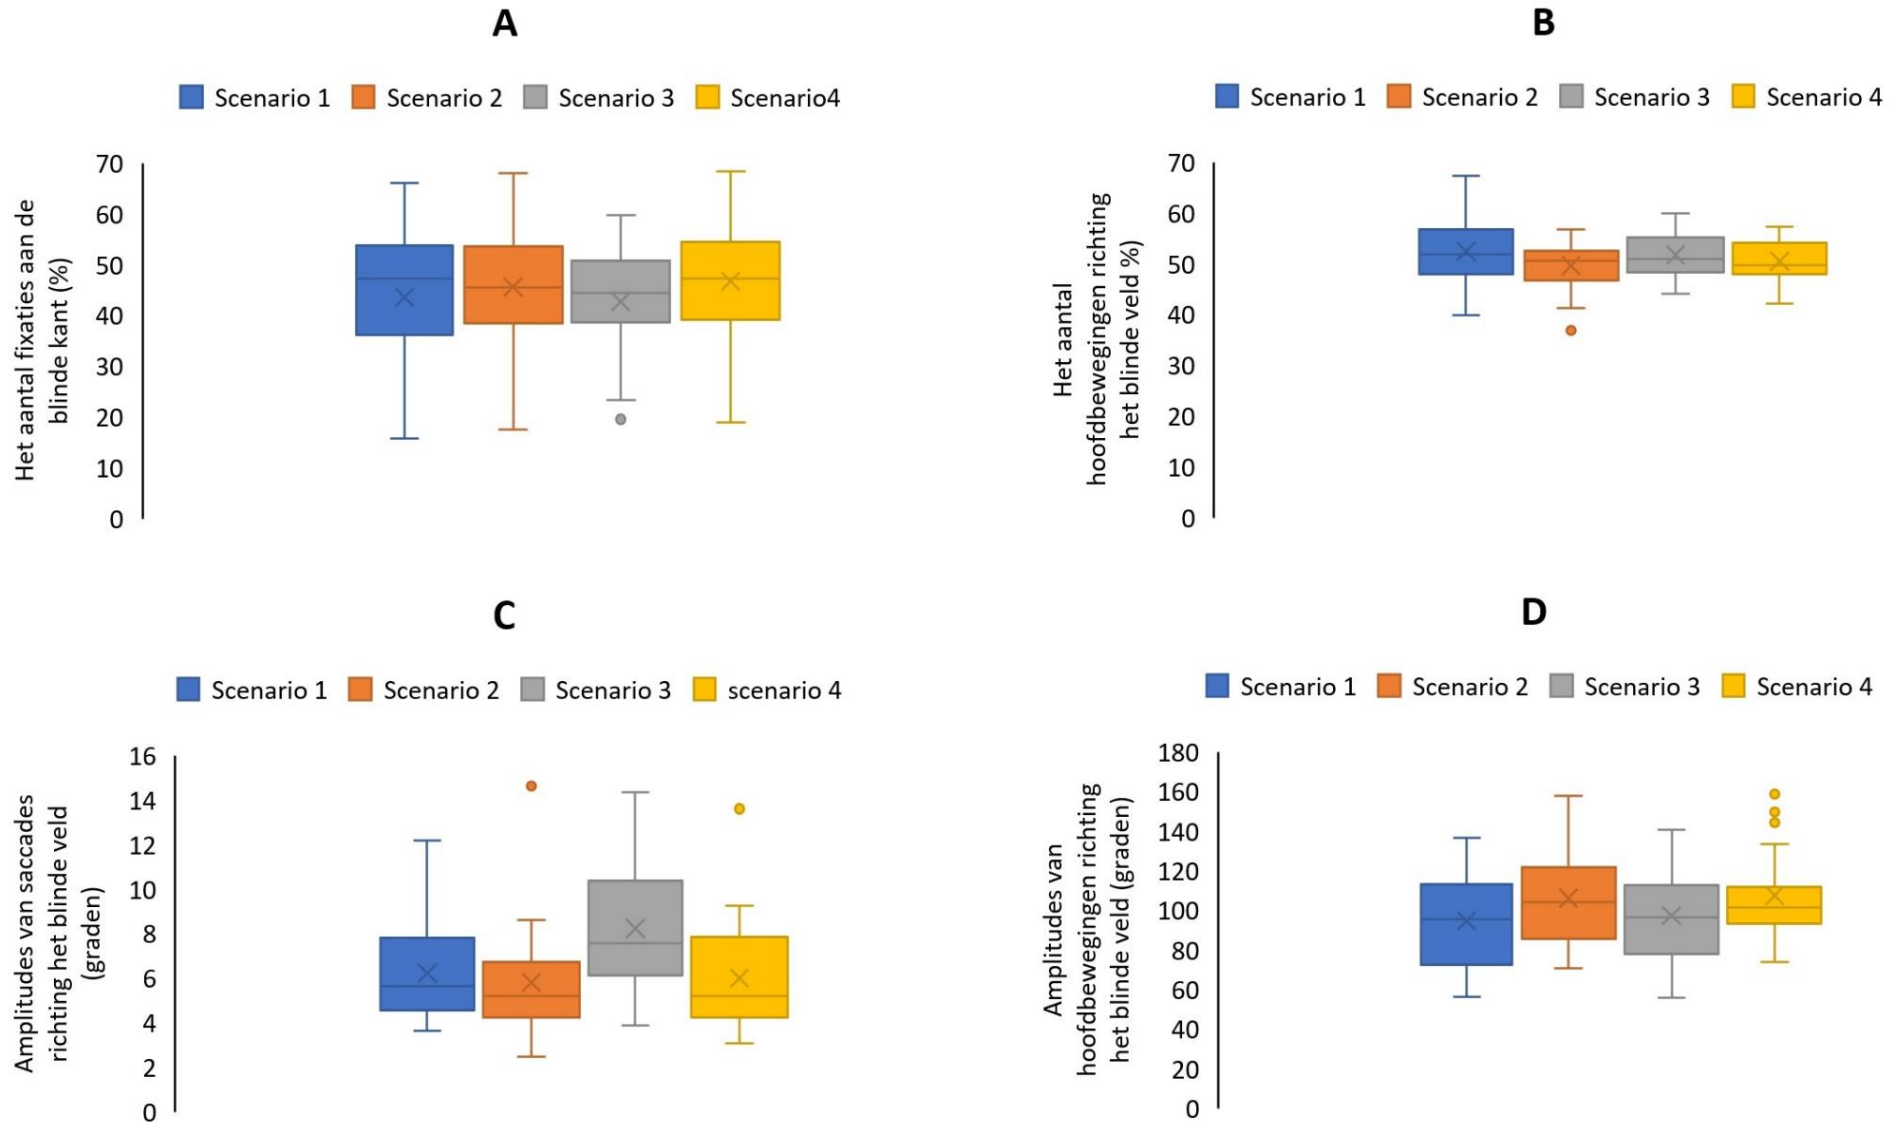 A
Scenario 1 Scenario 2 Scenario 3 Scenario4
Het aantal fixaties aan de
blinde kant (%)
70
60
50
40
30
20
10
0
B
Scenario 1 Scenario 2 Scenario 3 Scenario 4
Het aantal
hoofdbewegingen richting
het blinde veld %)
70
60
50
40
30
20
10
0
C
Scenario 1 Scenario 2 Scenario 3 scenario 4
Amplitudes van saccades
richting het blinde veld
(graden)
16
14
12
10
8
6
4
2
0
D
Scenario 1 Scenario 2 Scenario 3 Scenario 4
Amplitudes van
hoofdbewegingen richting
het blinde veld (graden)
180
160
140
120
100
80
60
40
20
0